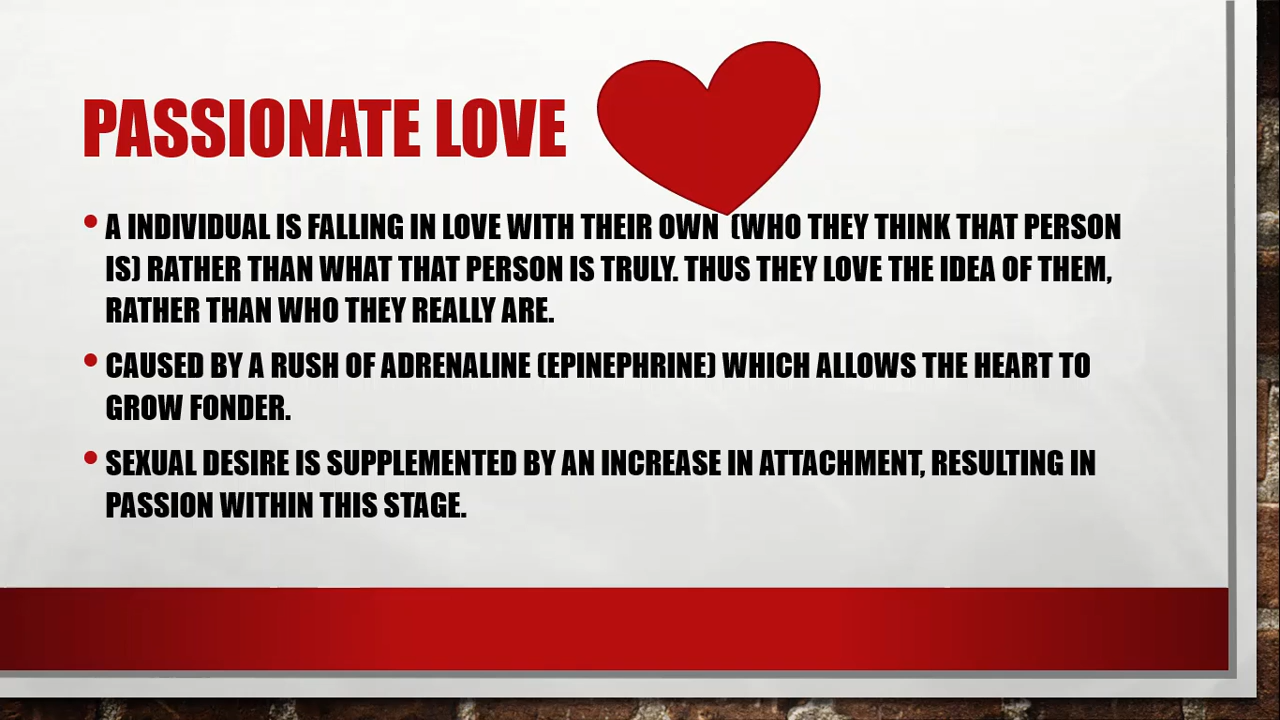 PASSIONATE LOVE
• A INDIVIDUAL IS FALLING IN LOVE WITH THEIR OWN (WHO THEY THINK THAT PERSON
IS) RATHER THAN WHAT THAT PERSON IS TRULY. THUS THEY LOVE THE IDEA OF THEM,
RATHER THAN WHO THEY REALLY ARE.
• CAUSED BY A RUSH OF ADRENALINE (EPINEPHRINE) WHICH ALLOWS THE HEART TO
GROW FONDER.
• SEXUAL DESIRE IS SUPPLEMENTED BY AN INCREASE IN ATTACHMENT, RESULTING IN
PASSION WITHIN THIS STAGE.